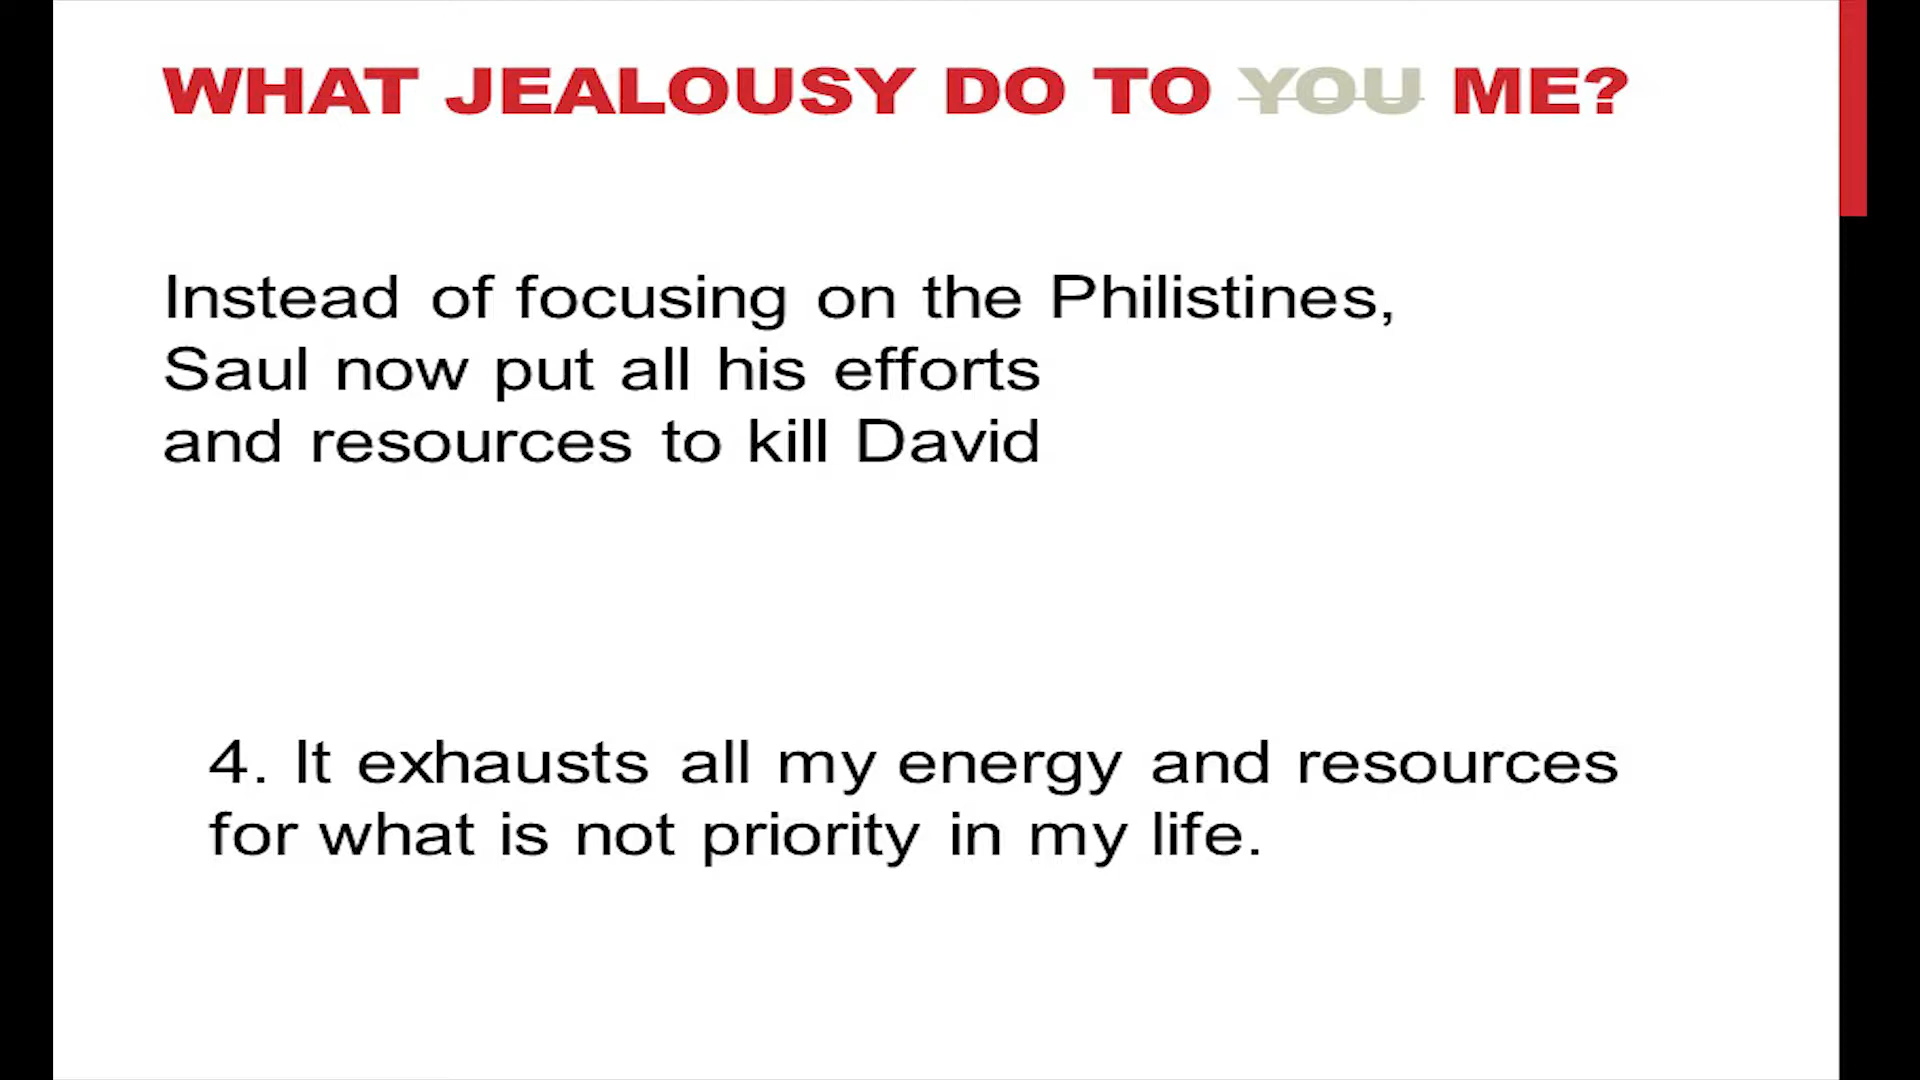 WHAT JEALOUSY DO TO YOU ME?
Instead of focusing on the Philistines,
Saul now put all his efforts
and resources to kill David
4. It exhausts all my energy and resources
for what is not priority in my life.